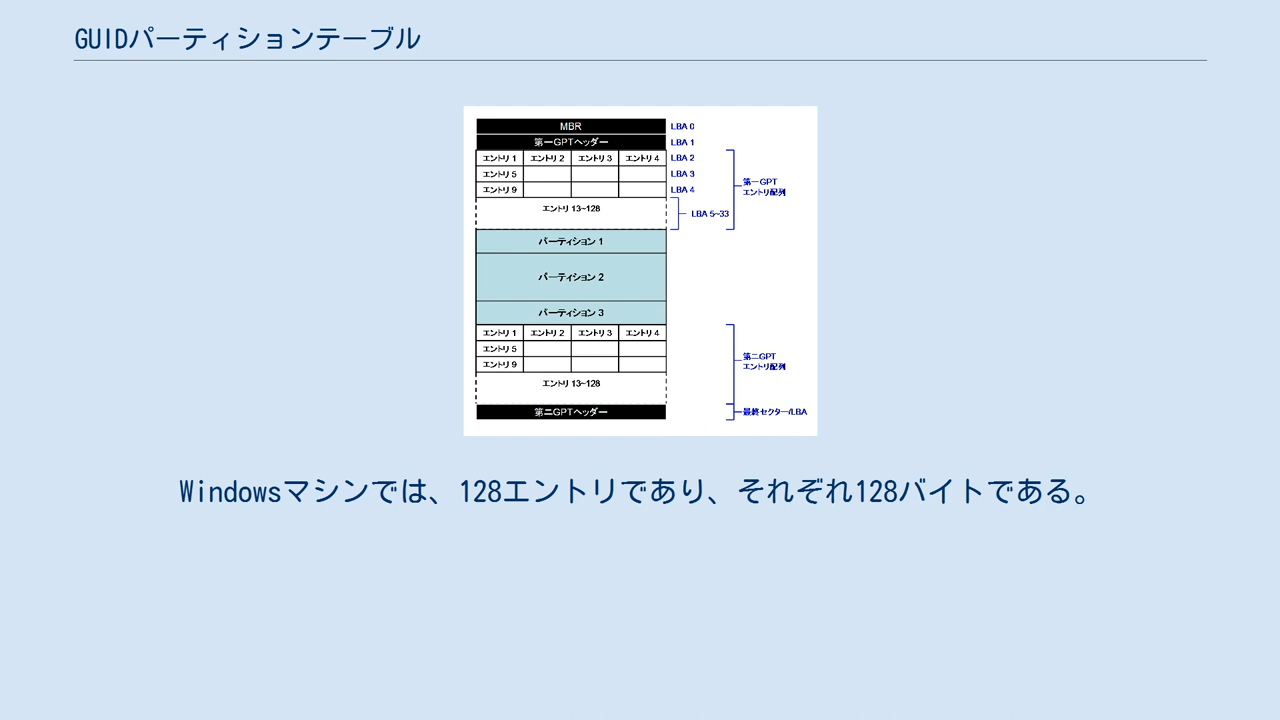 GUIDパーティションテーブル
MBR LBA 0
第一GPTヘッダー LBA 1
エントリ 1 エントリ 2 エントリ 3 エントリ 4 LBA 2
エントリ 5 LBA 3
第一GPT
エントリ配列
エントリ 9 LBA 4
エントリ 13~128 LBA 5~33
パーティション 1
パーティション 2
パーティション 3
エントリ 1 エントリ 2 エントリ 3 エントリ 4
エントリ 5
第二GPT
エントリ配列
エントリ 9
エントリ 13~128
第二GPTヘッダー 最終セクター/LBA
Windowsマシンでは、128エントリであり、それぞれ128バイトである。